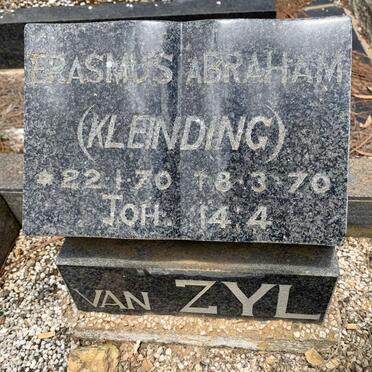 ERASMUS ABRAHAM
(KLEINDING)
* 22·1·70 †8·3·70
JOH. 14:4
VAN ZYL